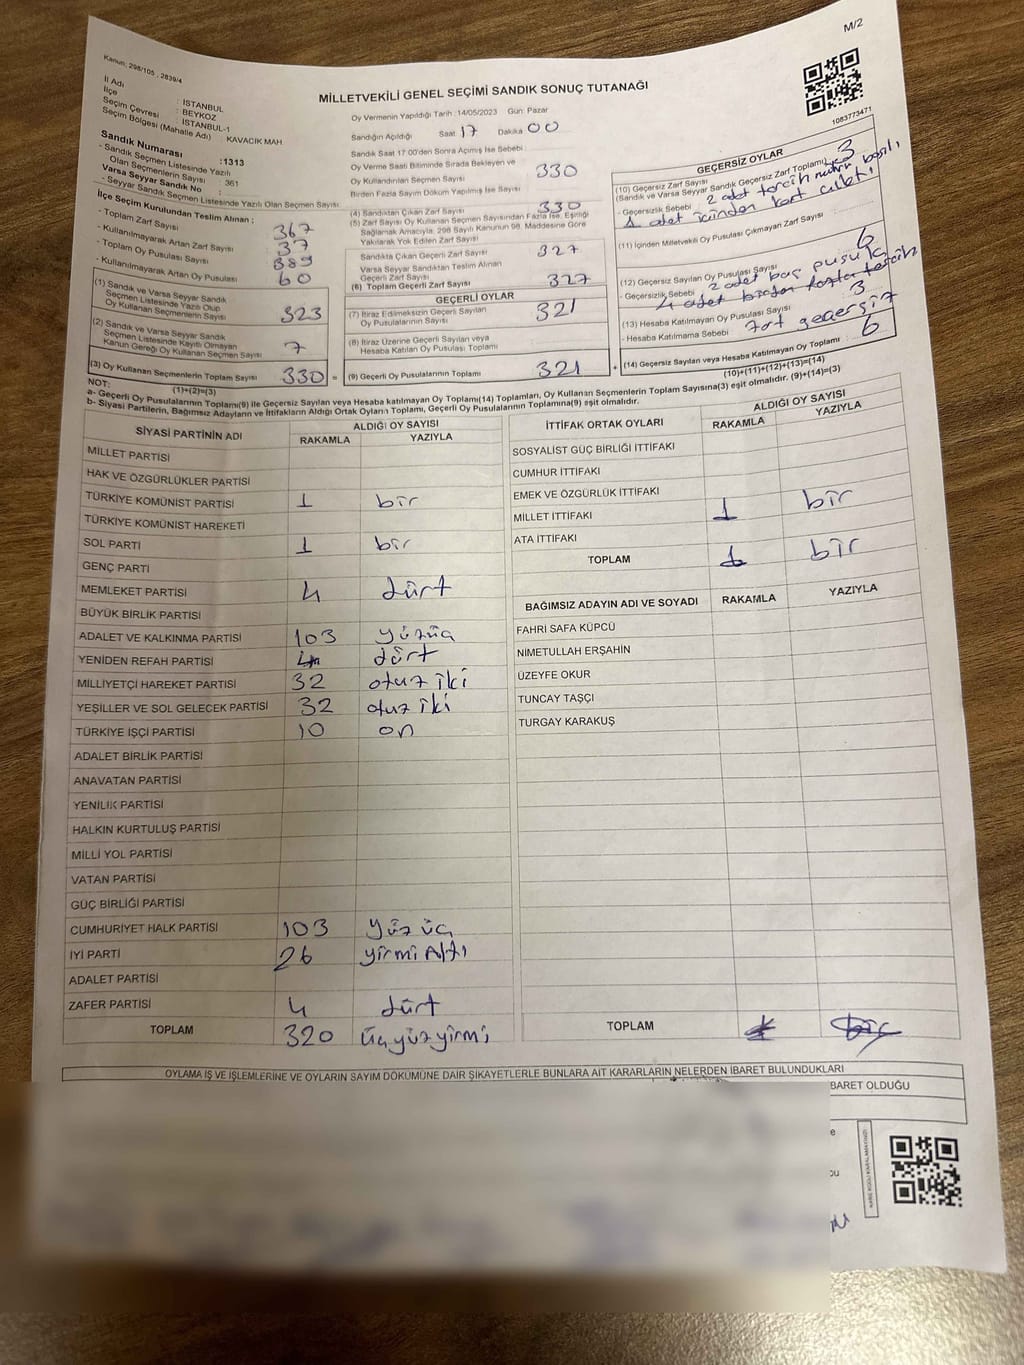 M/2
Kanun: 298/105 , 2839/4
MİLLETVEKİLİ GENEL SEÇİMİ SANDIK SONUÇ TUTANAĞI
1083773471
İl Adı : İSTANBUL
İlçe : BEYKOZ
Seçim Çevresi : İSTANBUL-1
Seçim Bölgesi (Mahalle Adı) : KAVACIK MAH
Sandık Numarası :1313
- Sandık Seçmen Listesinde Yazılı
Olan Seçmenlerin Sayısı : 361
Varsa Seyyar Sandık No :
- Seyyar Sandık Seçmen Listesinde Yazılı Olan Seçmen Sayısı
İlçe Seçim Kurulundan Teslim Alınan ;
- Toplam Zarf Sayısı : 367
- Kullanılmayarak Artan Zarf Sayısı : 37
- Toplam Oy Pusulası Sayısı : 389
- Kullanılmayarak Artan Oy Pusulası : 60
(1) Sandık ve Varsa Seyyar Sandık
Seçmen Listesinde Yazılı Olup
Oy Kullanan Seçmenlerin Sayısı : 323
(2) Sandık ve Varsa Seyyar Sandık
Seçmen Listesinde Kayıtlı Olmayan
Kanun Gereği Oy Kullanan Seçmen Sayısı : 7
(3) Oy Kullanan Seçmenlerin Toplam Sayısı : 330
(1)+(2)=(3)
Oy Vermenin Yapıldığı Tarih :14/05/2023 Gün: Pazar
Sandığın Açıldığı Saat 17 Dakika 00
Sandık Saat 17:00'den Sonra Açılmış İse Sebebi :
Oy Verme Saati Bitiminde Sırada Bekleyen ve
Oy Kullandırılan Seçmen Sayısı : 330
Birden Fazla Sayım Döküm Yapılmış İse Sayısı
(4) Sandıktan Çıkan Zarf Sayısı : 330
(5) Zarf Sayısı Oy Kullanan Seçmen Sayısından Fazla İse, Eşitliği
Sağlamak Amacıyla, 298 Sayılı Kanunun 98. Maddesine Göre
Yakılarak Yok Edilen Zarf Sayısı
Sandıkta Çıkan Geçerli Zarf Sayısı : 327
Varsa Seyyar Sandıktan Teslim Alınan
Geçerli Zarf Sayısı
(6) Toplam Geçerli Zarf Sayısı : 327
GEÇERLİ OYLAR
(7) İtiraz Edilmeksizin Geçerli Sayılan
Oy Pusulalarının Sayısı : 321
(8) İtiraz Üzerine Geçerli Sayılan veya
Hesaba Katılan Oy Pusulası Toplamı
= (9) Geçerli Oy Pusulalarının Toplamı : 321 +
GEÇERSİZ OYLAR
(10) Geçersiz Zarf Sayısı
(Sandık ve Varsa Seyyar Sandık Geçersiz Zarf Toplamı) : 3
- Geçersizlik Sebebi : 2 adet tercih mührü basılı
1 adet içinden kart çıktı
(11) İçinden Milletvekili Oy Pusulası Çıkmayan Zarf Sayısı :
(12) Geçersiz Sayılan Oy Pusulası Sayısı : 6
- Geçersizlik Sebebi : 2 adet boş pusula
4 adet birden fazla tercih
(13) Hesaba Katılmayan Oy Pusulası Sayısı : 3
- Hesaba Katılmama Sebebi : zarf geçersiz
(14) Geçersiz Sayılan veya Hesaba Katılmayan Oy Toplamı : 6
(10)+(11)+(12)+(13)=(14)
NOT:
a- Geçerli Oy Pusulalarının Toplamı(9) ile Geçersiz Sayılan veya Hesaba katılmayan Oy Toplamı(14) Toplamları, Oy Kullanan Seçmenlerin Toplam Sayısına(3) eşit olmalıdır. (9)+(14)=(3)
b- Siyasi Partilerin, Bağımsız Adayların ve İttifakların Aldığı Ortak Oyların Toplamı, Geçerli Oy Pusulalarının Toplamına(9) eşit olmalıdır.
SİYASİ PARTİNİN ADI ALDIĞI OY SAYISI
RAKAMLA YAZIYLA
MİLLET PARTİSİ
HAK VE ÖZGÜRLÜKLER PARTİSİ
TÜRKİYE KOMÜNİST PARTİSİ 1 bir
TÜRKİYE KOMÜNİST HAREKETİ
SOL PARTİ 1 bir
GENÇ PARTİ
MEMLEKET PARTİSİ 4 dört
BÜYÜK BİRLİK PARTİSİ
ADALET VE KALKINMA PARTİSİ 103 yüzüç
YENİDEN REFAH PARTİSİ 4 dört
MİLLİYETÇİ HAREKET PARTİSİ 32 otuz iki
YEŞİLLER VE SOL GELECEK PARTİSİ 32 otuz iki
TÜRKİYE İŞÇİ PARTİSİ 10 on
ADALET BİRLİK PARTİSİ
ANAVATAN PARTİSİ
YENİLİK PARTİSİ
HALKIN KURTULUŞ PARTİSİ
MİLLİ YOL PARTİSİ
VATAN PARTİSİ
GÜÇ BİRLİĞİ PARTİSİ
CUMHURİYET HALK PARTİSİ 103 yüz üç
İYİ PARTİ 26 yirmi Altı
ADALET PARTİSİ
ZAFER PARTİSİ 4 dört
TOPLAM 320 üçyüz yirmi
İTTİFAK ORTAK OYLARI ALDIĞI OY SAYISI
RAKAMLA YAZIYLA
SOSYALİST GÜÇ BİRLİĞİ İTTİFAKI
CUMHUR İTTİFAKI
EMEK VE ÖZGÜRLÜK İTTİFAKI
MİLLET İTTİFAKI 1 bir
ATA İTTİFAKI
TOPLAM 1 bir
BAĞIMSIZ ADAYIN ADI VE SOYADI RAKAMLA YAZIYLA
FAHRİ SAFA KÜPCÜ
NİMETULLAH ERŞAHİN
ÜZEYFE OKUR
TUNCAY TAŞÇI
TURGAY KARAKUŞ
TOPLAM bir
OYLAMA İŞ VE İŞLEMLERİNE VE OYLARIN SAYIM DÖKÜMÜNE DAİR ŞİKAYETLERLE BUNLARA AİT KARARLARIN NELERDEN İBARET BULUNDUKLARI
BARET OLDUĞU